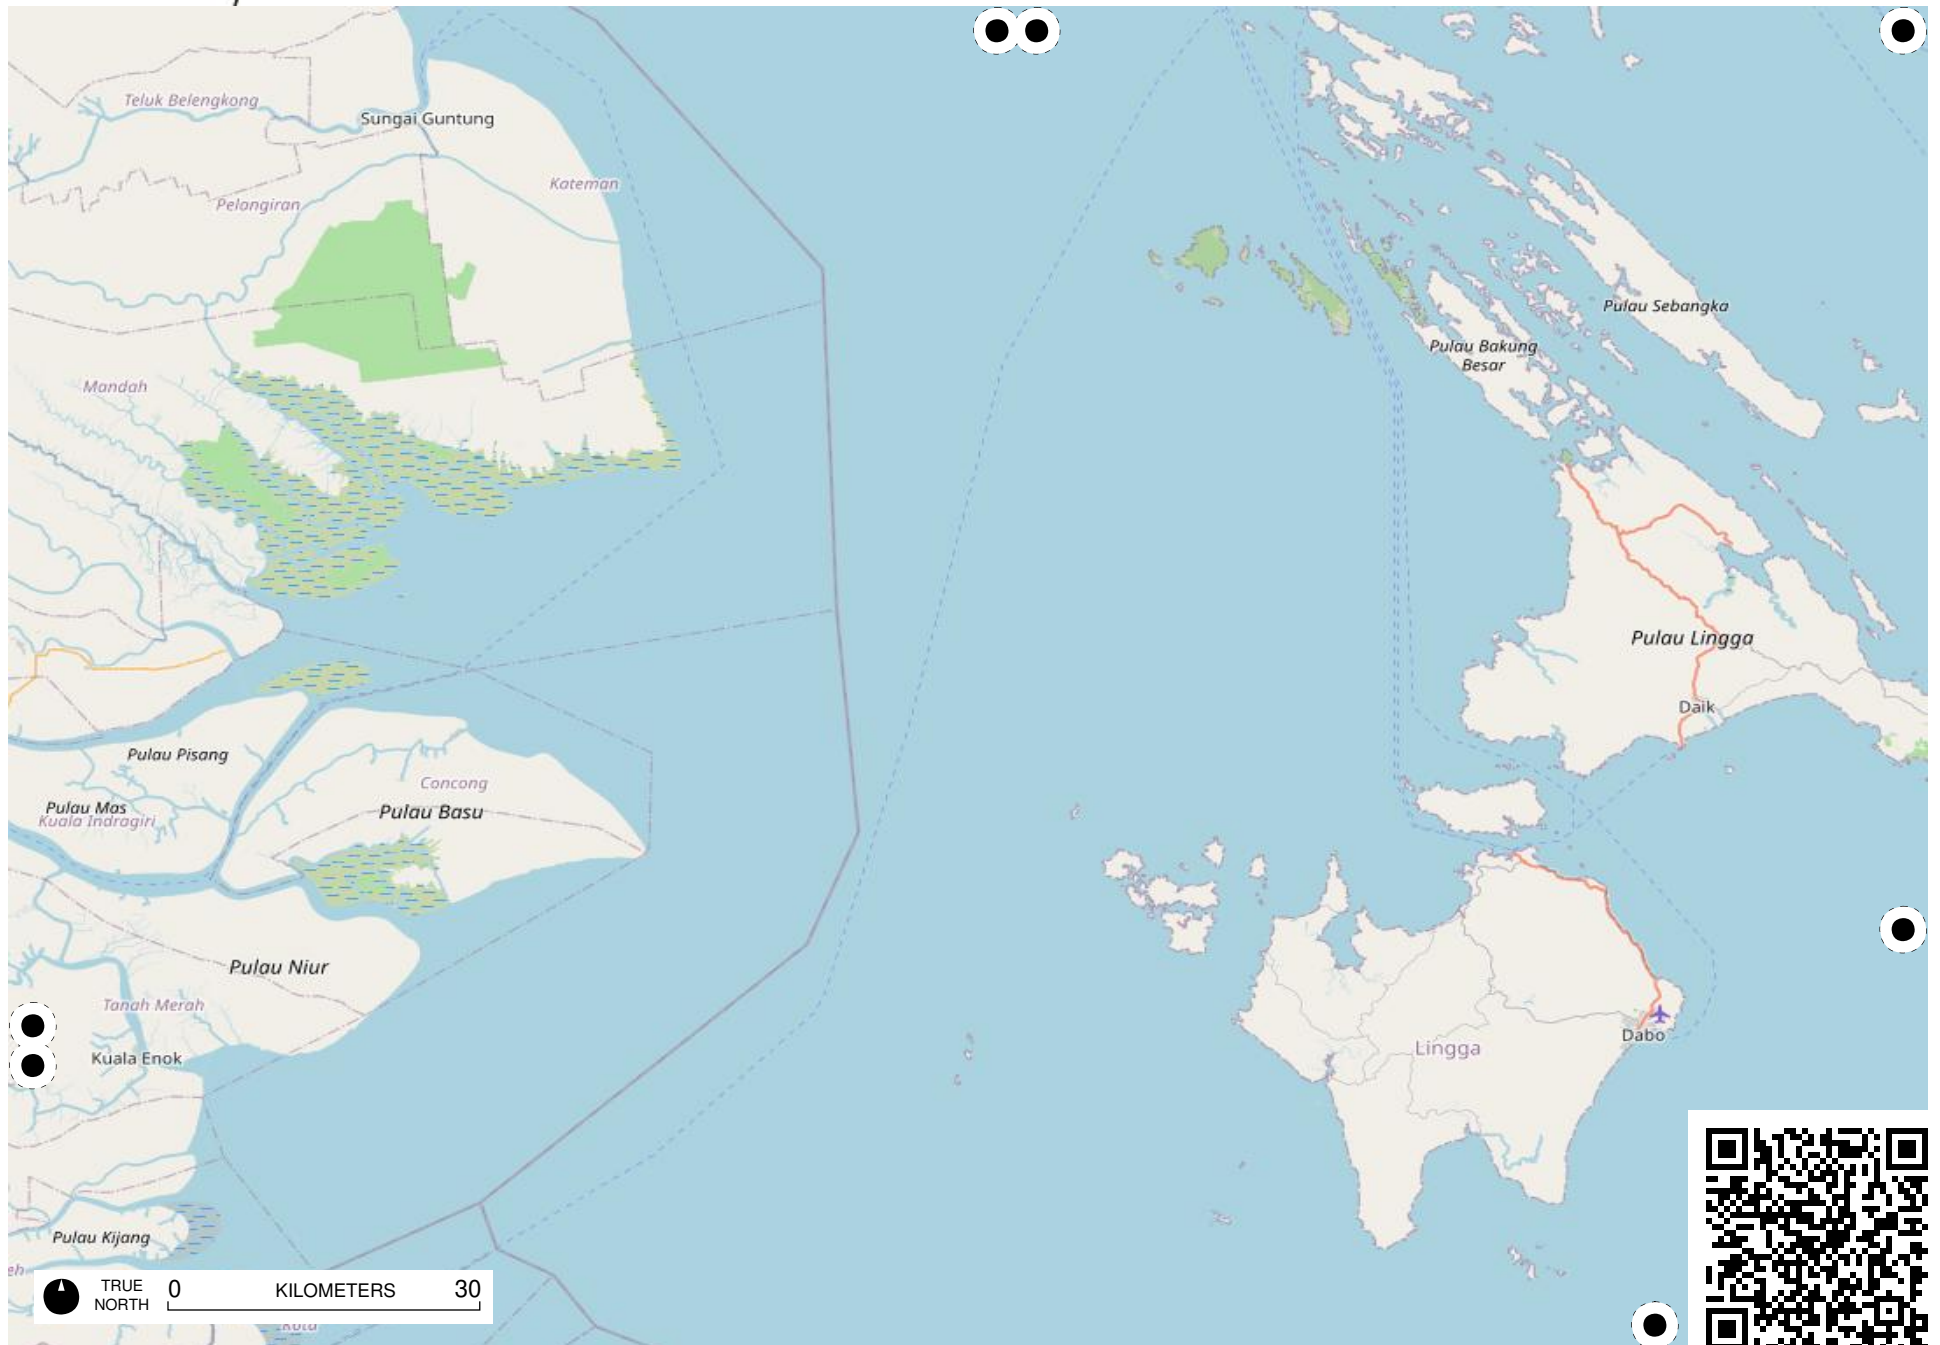 Teluk Belengkong
Sungai Guntung
Kateman
Pelangiran
Pulau Sebangka
Pulau Bakung
Besar
Mandah
Pulau Lingga
Daik
Pulau Pisang
Concong
Pulau Mas
Pulau Basu
Kuala Indragiri
Pulau Niur
Tanah Merah
Dabo
Kuala Enok
Lingga
Pulau Kijang
eh
TRUE
NORTH
0 KILOMETERS 30
Kota